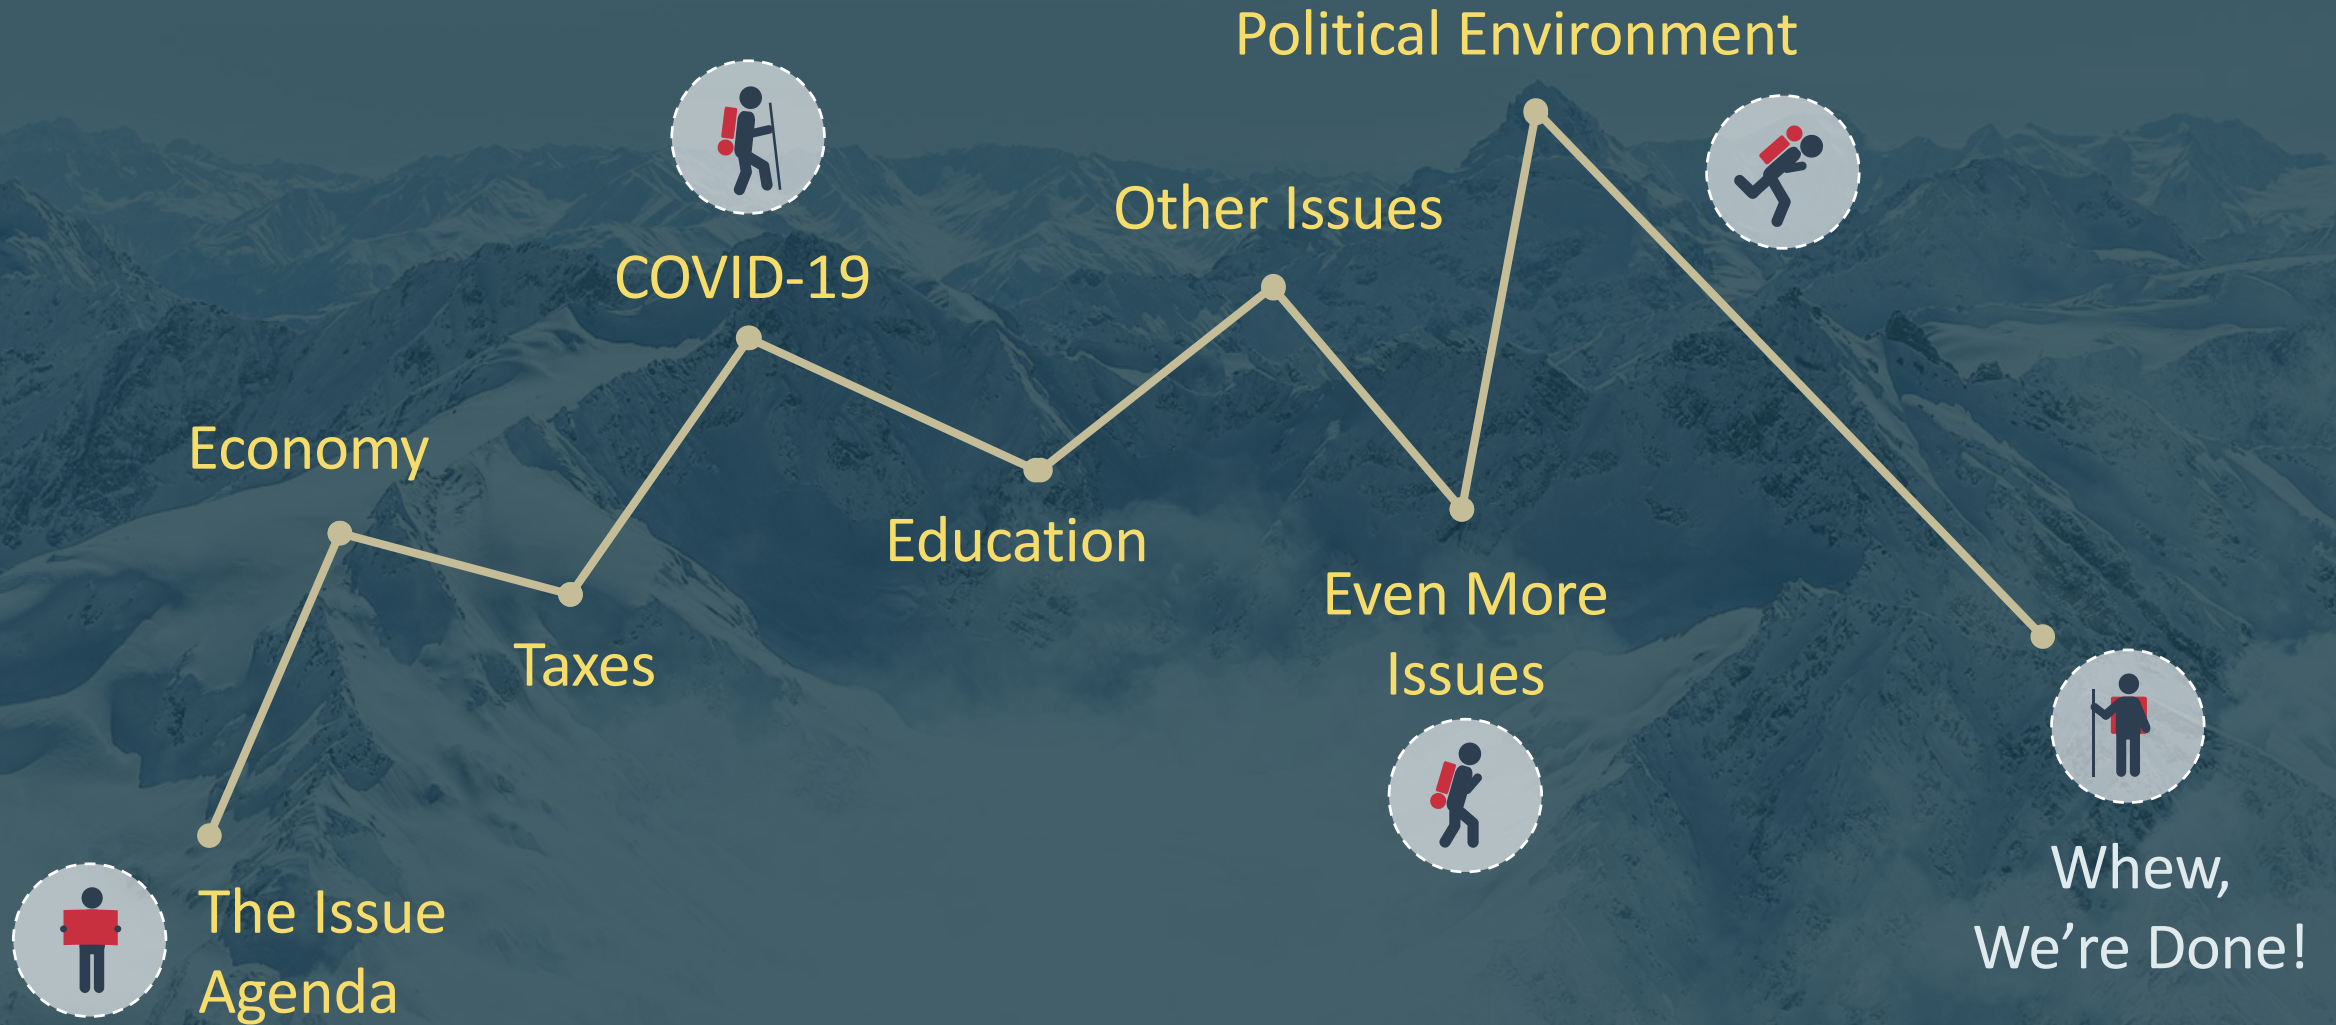 Political Environment
Other Issues
COVID-19
Economy
Education
Even More
Issues
Taxes
The Issue
Agenda
Whew,
We’re Done!